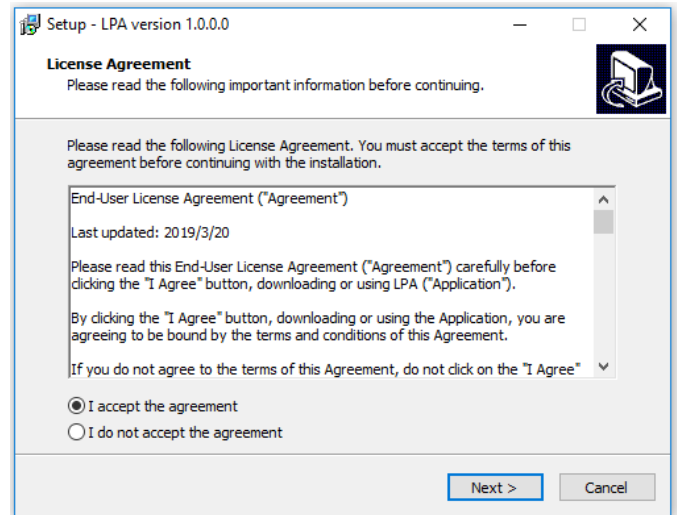 Setup - LPA version 1.0.0.0
License Agreement
Please read the following important information before continuing.
Please read the following License Agreement. You must accept the terms of this
agreement before continuing with the installation.
End-User License Agreement ("Agreement")
Last updated: 2019/3/20
Please read this End-User License Agreement ("Agreement") carefully before
clicking the "I Agree" button, downloading or using LPA ("Application").
By clicking the "I Agree" button, downloading or using the Application, you are
agreeing to be bound by the terms and conditions of this Agreement.
If you do not agree to the terms of this Agreement, do not click on the "I Agree"
I accept the agreement
I do not accept the agreement
Next >
Cancel